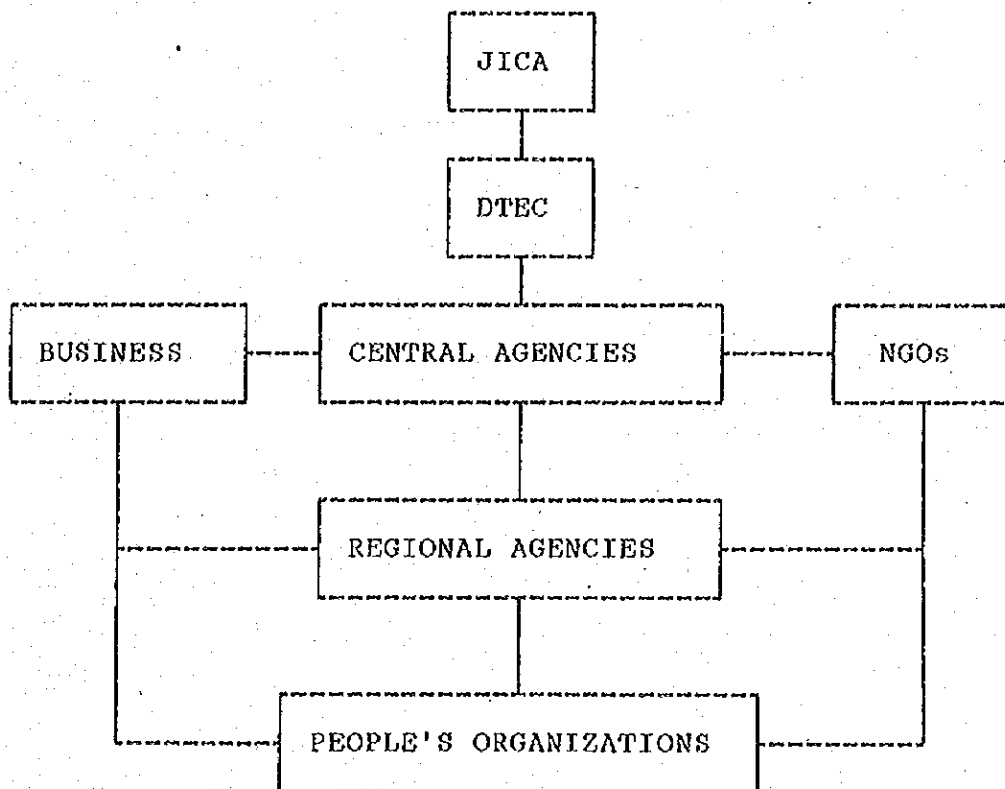 JICA
DTEC
BUSINESS
CENTRAL AGENCIES
NGOs
REGIONAL AGENCIES
PEOPLE'S ORGANIZATIONS